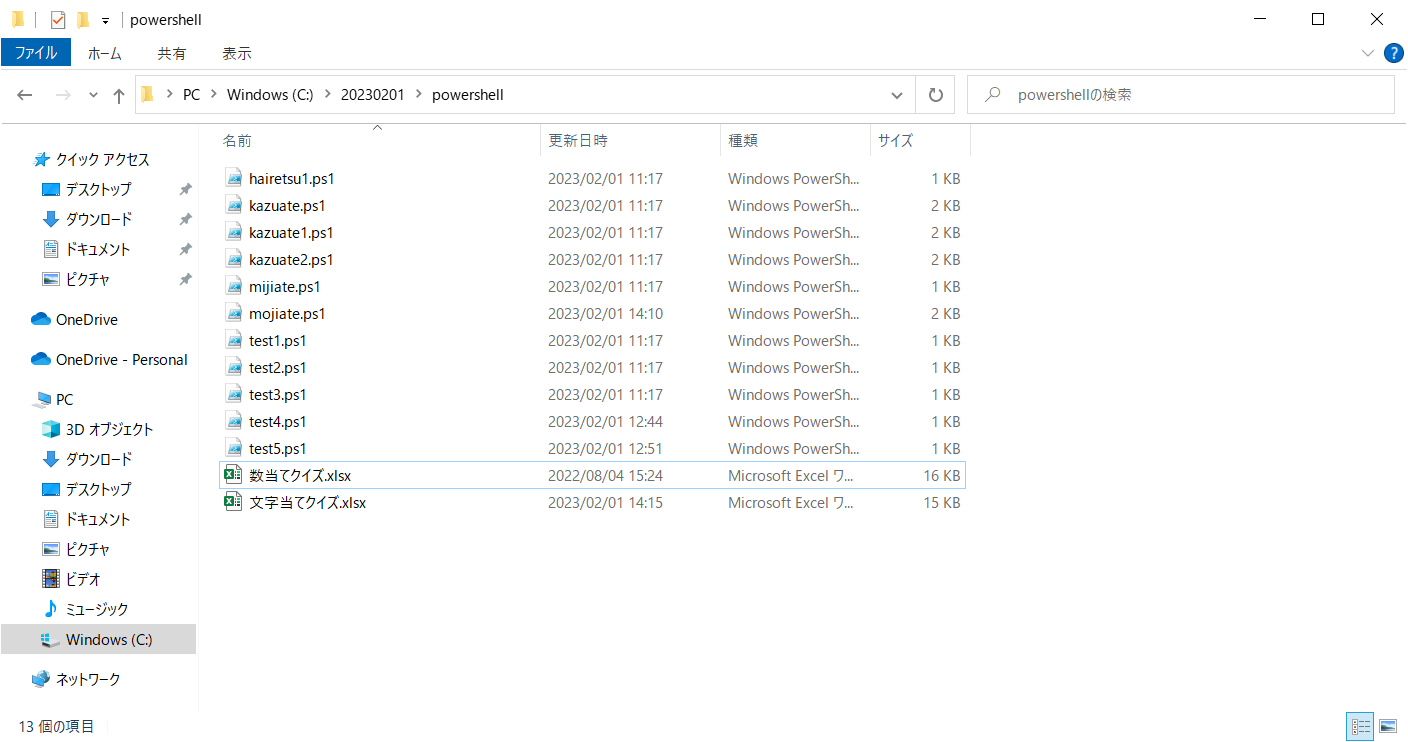 powershell
ファイル ホーム 共有 表示
PC Windows (C:) 20230201 powershell powershellの検索
名前 更新日時 種類 サイズ
クイック アクセス
デスクトップ
ダウンロード
ドキュメント
ピクチャ
OneDrive
OneDrive - Personal
PC
3D オブジェクト
ダウンロード
デスクトップ
ドキュメント
ピクチャ
ビデオ
ミュージック
Windows (C:)
ネットワーク
hairetsu1.ps1 2023/02/01 11:17 Windows PowerSh... 1 KB
kazuate.ps1 2023/02/01 11:17 Windows PowerSh... 2 KB
kazuate1.ps1 2023/02/01 11:17 Windows PowerSh... 2 KB
kazuate2.ps1 2023/02/01 11:17 Windows PowerSh... 2 KB
mijiate.ps1 2023/02/01 11:17 Windows PowerSh... 1 KB
mojiate.ps1 2023/02/01 14:10 Windows PowerSh... 2 KB
test1.ps1 2023/02/01 11:17 Windows PowerSh... 1 KB
test2.ps1 2023/02/01 11:17 Windows PowerSh... 1 KB
test3.ps1 2023/02/01 11:17 Windows PowerSh... 1 KB
test4.ps1 2023/02/01 12:44 Windows PowerSh... 1 KB
test5.ps1 2023/02/01 12:51 Windows PowerSh... 1 KB
数当てクイズ.xlsx 2022/08/04 15:24 Microsoft Excel ワ... 16 KB
文字当てクイズ.xlsx 2023/02/01 14:15 Microsoft Excel ワ... 15 KB
13 個の項目